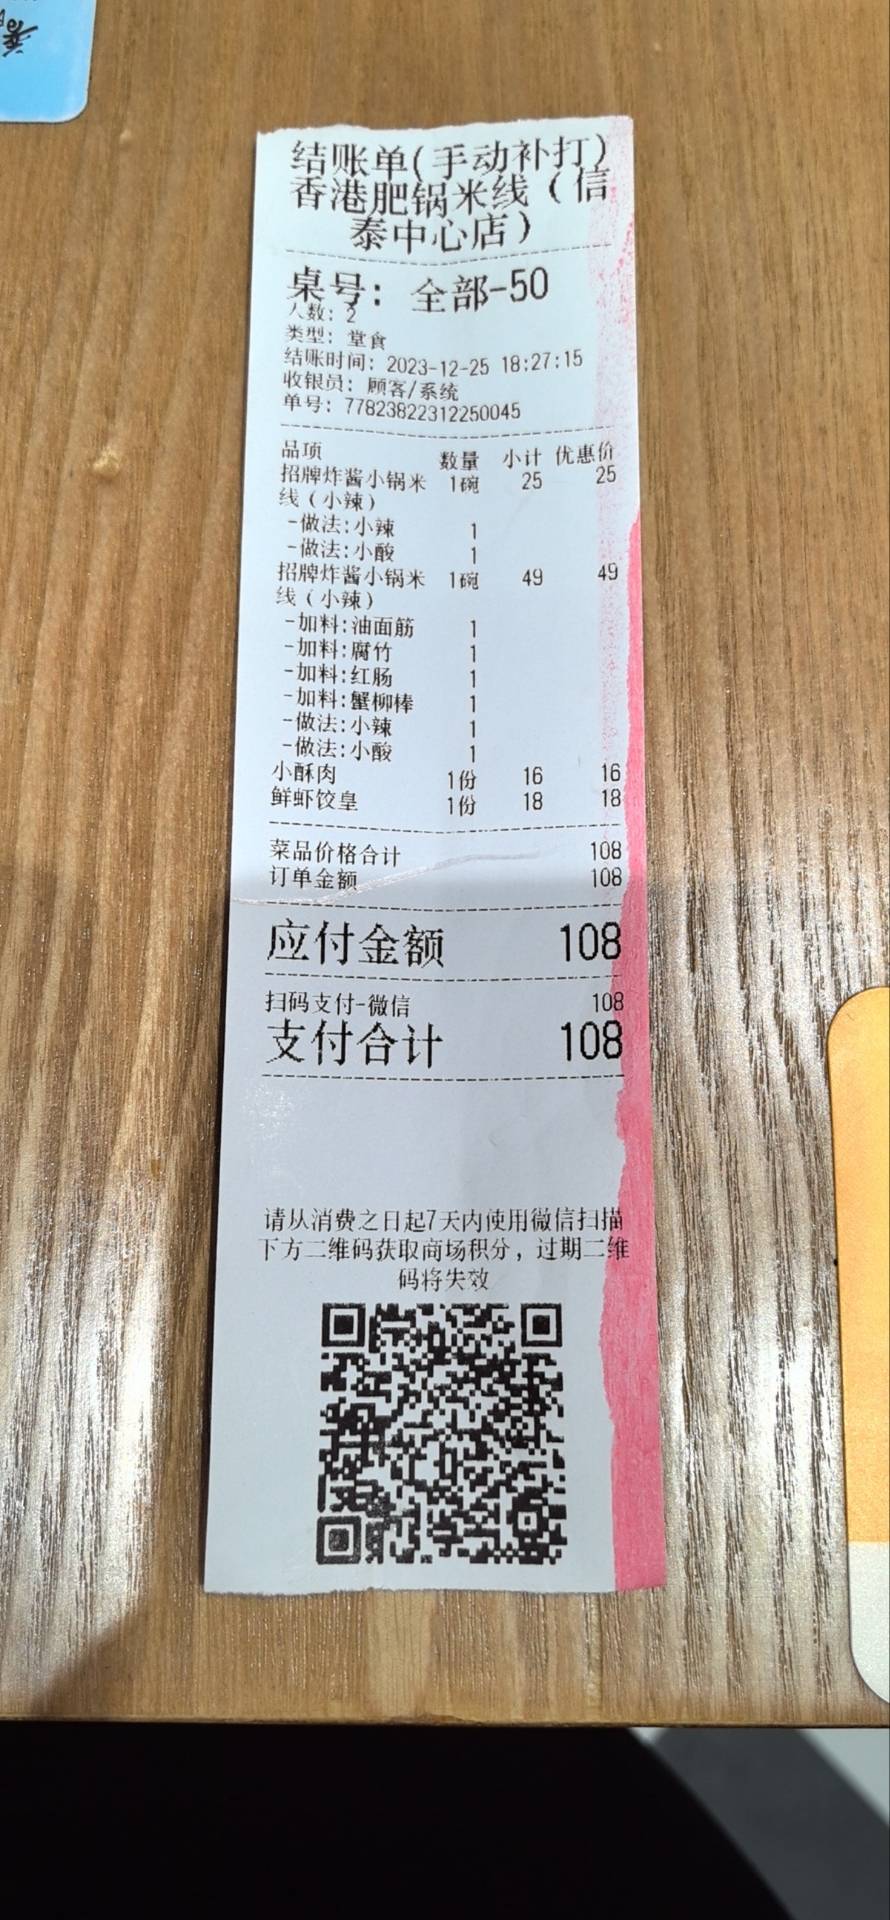 结账单(手动补打)
香港肥锅米线（信
泰中心店）
桌号： 全部-50
人数：2
类型：堂食
结账时间：2023-12-25 18:27:15
收银员：顾客/系统
单号：77823822312250045
品项 数量 小计 优惠价
招牌炸酱小锅米 1碗 25 25
线（小辣）
-做法:小辣 1
-做法:小酸 1
招牌炸酱小锅米 1碗 49 49
线（小辣）
-加料:油面筋 1
-加料:腐竹 1
-加料:红肠 1
-加料:蟹柳棒 1
-做法:小辣 1
-做法:小酸 1
小酥肉 1份 16 16
鲜虾饺皇 1份 18 18
菜品价格合计 108
订单金额 108
应付金额 108
扫码支付-微信 108
支付合计 108
请从消费之日起7天内使用微信扫描
下方二维码获取商场积分，过期二维
码将失效